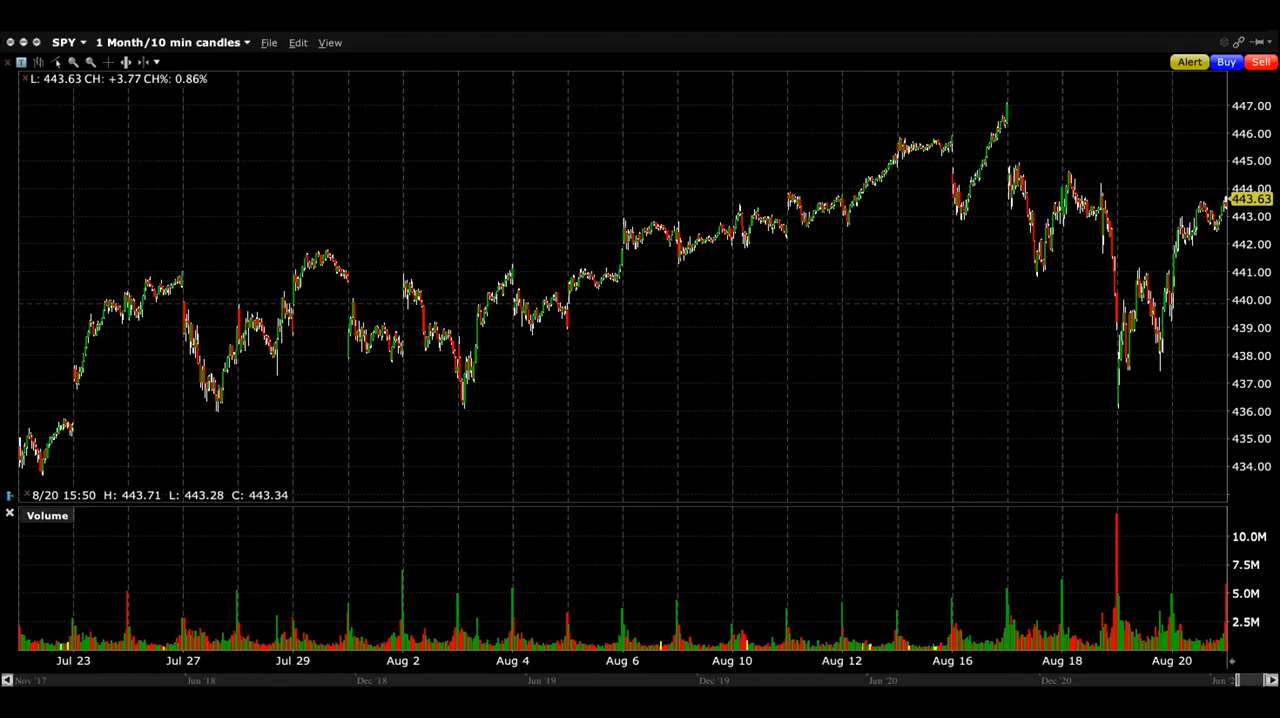 SPY 1 Month/10 min candles File Edit View
Alert Buy Sell
L: 443.63 CH: +3.77 CH%: 0.86%
447.00
446.00
445.00
444.00
443.63
443.00
442.00
441.00
440.00
439.00
438.00
437.00
436.00
435.00
434.00
8/20 15:50 H: 443.71 L: 443.28 C: 443.34
Volume
10.0M
7.5M
5.0M
2.5M
Jul 23 Jul 27 Jul 29 Aug 2 Aug 4 Aug 6 Aug 10 Aug 12 Aug 16 Aug 18 Aug 20
Nov '17 Jun '18 Dec '18 Jun '19 Dec '19 Jun '20 Dec '20